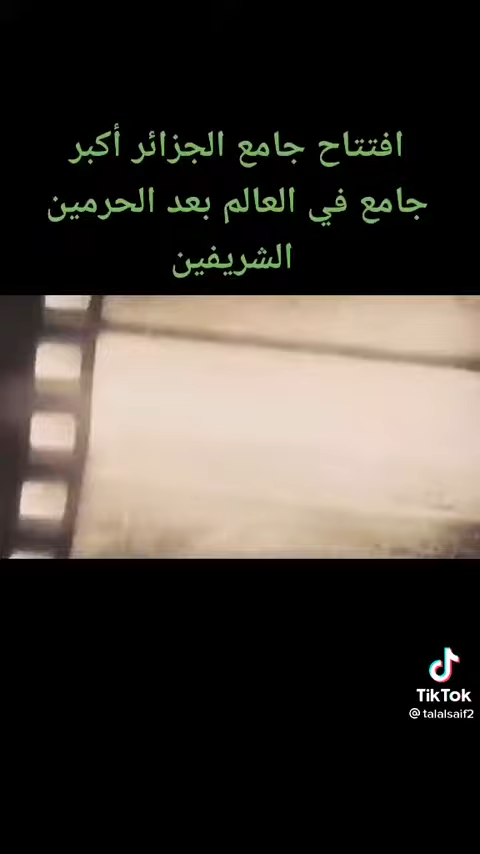 افتتاح جامع الجزائر أكبر
جامع في العالم بعد الحرمين
الشريفين
TikTok
@talalsaif2